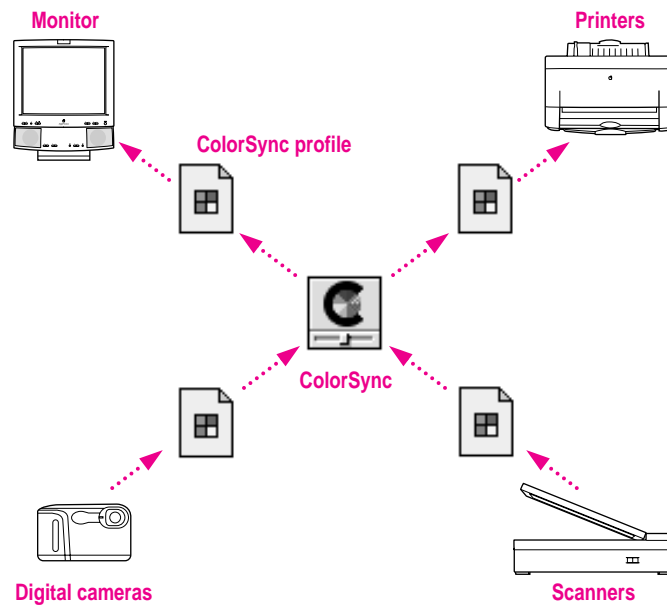 Monitor
Printers
ColorSync profile
ColorSync
Digital cameras
Scanners